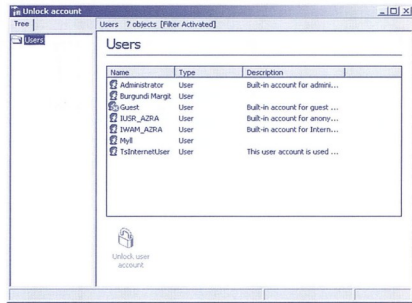 Unlock account
Tree
Users 7 objects [Filter Activated]
Users
Users
Name Type Description
Administrator User Built-in account for admini...
Burgundi Margit User
Guest User Built-in account for guest ...
IUSR_AZRA User Built-in account for anony...
IWAM_AZRA User Built-in account for Intern...
Myll User
TsInternetUser User This user account is used ...
Unlock user
account